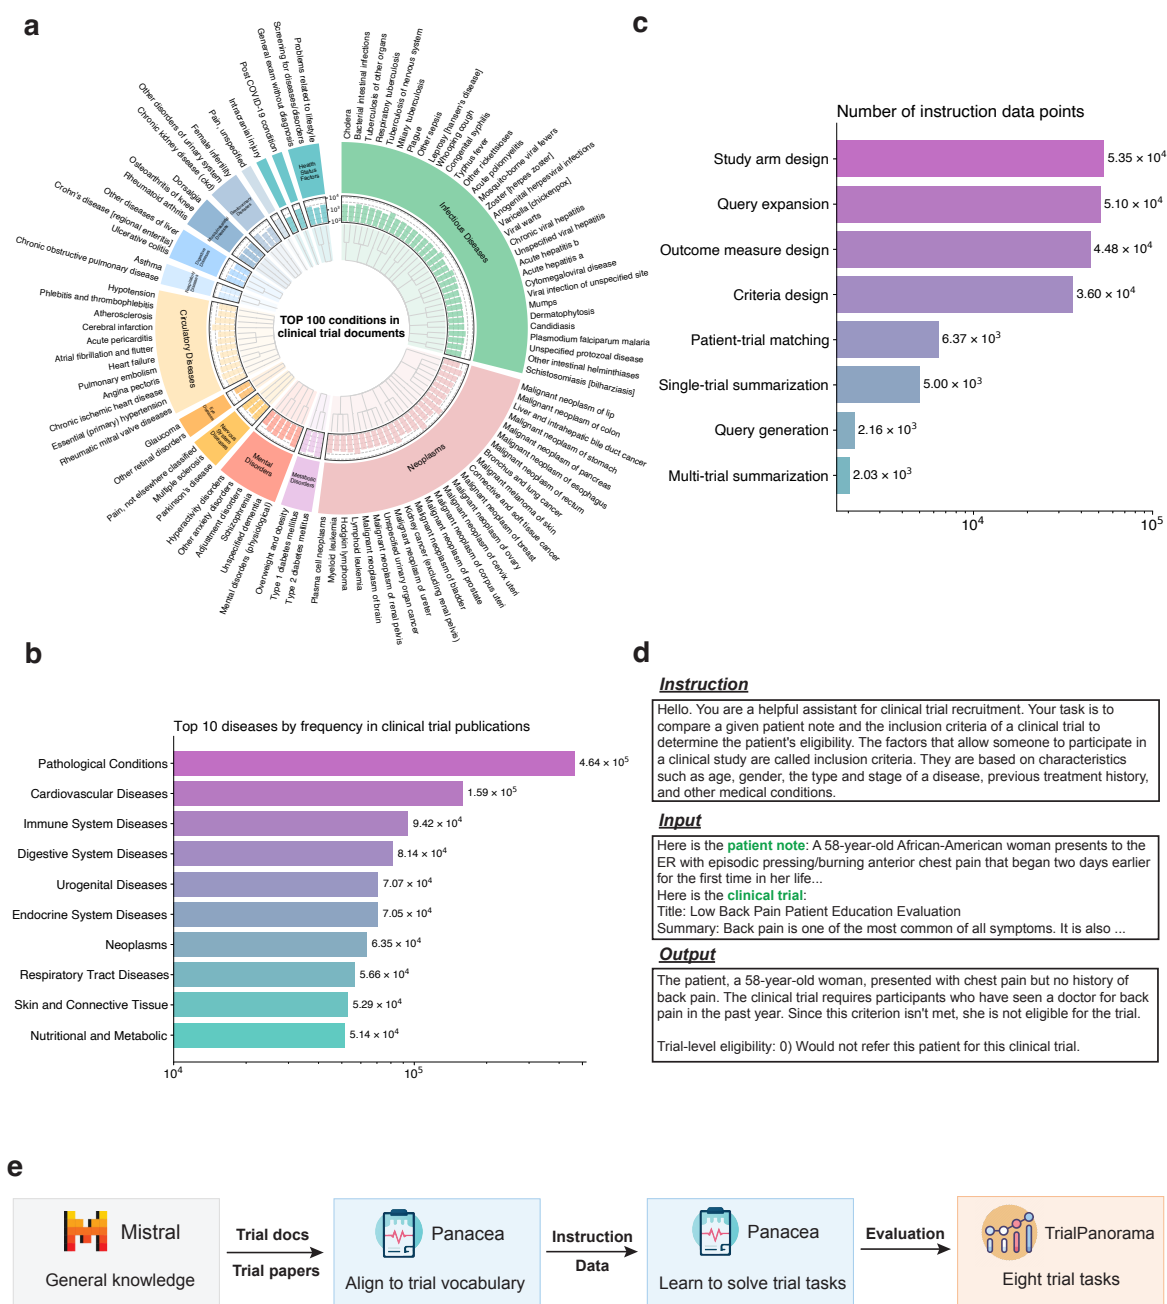 a
Cholera
Bacterial intestinal infections
Tuberculosis of other organs
Respiratory tuberculosis
Tuberculosis of nervous system
Miliary tuberculosis
Plague
Other sepsis
Leprosy [hansen's disease]
Whooping cough
Congenital syphilis
Typhus fever
Other rickettsioses
Acute poliomyelitis
Mosquito-borne viral fevers
Zoster [herpes zoster]
Anogenital herpesviral infections
Varicella [chickenpox]
Viral warts
Chronic viral hepatitis
Unspecified viral hepatitis
Acute hepatitis b
Acute hepatitis a
Cytomegaloviral disease
Viral infection of unspecified site
Mumps
Dermatophytosis
Candidiasis
Plasmodium falciparum malaria
Unspecified protozoal disease
Other intestinal helminthiases
Schistosomiasis [bilharziasis]
Malignant neoplasm of lip
Malignant neoplasm of colon
Liver and intrahepatic bile duct cancer
Malignant neoplasm of stomach
Malignant neoplasm of pancreas
Malignant neoplasm of esophagus
Malignant neoplasm of rectum
Bronchus and lung cancer
Malignant melanoma of skin
Connective and soft tissue cancer
Malignant neoplasm of breast
Malignant neoplasm of ovary
Malignant neoplasm of cervix uteri
Malignant neoplasm of corpus uteri
Malignant neoplasm of prostate
Malignant neoplasm of bladder
Kidney cancer (excluding renal pelvis)
Malignant neoplasm of ureter
Unspecified urinary organ cancer
Malignant neoplasm of renal pelvis
Malignant neoplasm of brain
Lymphoid leukemia
Hodgkin lymphoma
Myeloid leukemia
Plasma cell neoplasms
Type 2 diabetes mellitus
Type 1 diabetes mellitus
Overweight and obesity
Mental disorders (physiological)
Unspecified dementia
Schizophrenia
Adjustment disorders
Other anxiety disorders
Hyperactivity disorders
Parkinson's disease
Multiple sclerosis
Pain, not elsewhere classified
Other retinal disorders
Glaucoma
Rheumatic mitral valve diseases
Essential (primary) hypertension
Chronic ischemic heart disease
Angina pectoris
Pulmonary embolism
Heart failure
Atrial fibrillation and flutter
Acute pericarditis
Cerebral infarction
Atherosclerosis
Phlebitis and thrombophlebitis
Hypotension
Chronic obstructive pulmonary disease
Asthma
Ulcerative colitis
Crohn's disease [regional enteritis]
Other diseases of liver
Rheumatoid arthritis
Osteoarthritis of knee
Dorsalgia
Chronic kidney disease (ckd)
Other disorders of urinary system
Female infertility
Pain, unspecified
Intracranial injury
Post COVID-19 condition
General exam without diagnosis
Screening for diseases/disorders
Problems related to lifestyle
Infectious Diseases
Neoplasms
Metabolic Disorders
Mental Disorders
Nervous System Diseases
Circulatory Diseases
Health Status Factors
TOP 100 conditions in
clinical trial documents
b
Top 10 diseases by frequency in clinical trial publications
Pathological Conditions 4.64 × 10⁵
Cardiovascular Diseases 1.59 × 10⁵
Immune System Diseases 9.42 × 10⁴
Digestive System Diseases 8.14 × 10⁴
Urogenital Diseases 7.07 × 10⁴
Endocrine System Diseases 7.05 × 10⁴
Neoplasms 6.35 × 10⁴
Respiratory Tract Diseases 5.66 × 10⁴
Skin and Connective Tissue 5.29 × 10⁴
Nutritional and Metabolic 5.14 × 10⁴
10⁴ 10⁵
c
Number of instruction data points
Study arm design 5.35 × 10⁴
Query expansion 5.10 × 10⁴
Outcome measure design 4.48 × 10⁴
Criteria design 3.60 × 10⁴
Patient-trial matching 6.37 × 10³
Single-trial summarization 5.00 × 10³
Query generation 2.16 × 10³
Multi-trial summarization 2.03 × 10³
10⁴ 10⁵
d
Instruction
Hello. You are a helpful assistant for clinical trial recruitment. Your task is to
compare a given patient note and the inclusion criteria of a clinical trial to
determine the patient's eligibility. The factors that allow someone to participate in
a clinical study are called inclusion criteria. They are based on characteristics
such as age, gender, the type and stage of a disease, previous treatment history,
and other medical conditions.
Input
Here is the patient note: A 58-year-old African-American woman presents to the
ER with episodic pressing/burning anterior chest pain that began two days earlier
for the first time in her life...
Here is the clinical trial:
Title: Low Back Pain Patient Education Evaluation
Summary: Back pain is one of the most common of all symptoms. It is also ...
Output
The patient, a 58-year-old woman, presented with chest pain but no history of
back pain. The clinical trial requires participants who have seen a doctor for back
pain in the past year. Since this criterion isn't met, she is not eligible for the trial.
Trial-level eligibility: 0) Would not refer this patient for this clinical trial.
e
Mistral
General knowledge
Trial docs
Trial papers
Panacea
Align to trial vocabulary
Instruction
Data
Panacea
Learn to solve trial tasks
Evaluation
TrialPanorama
Eight trial tasks